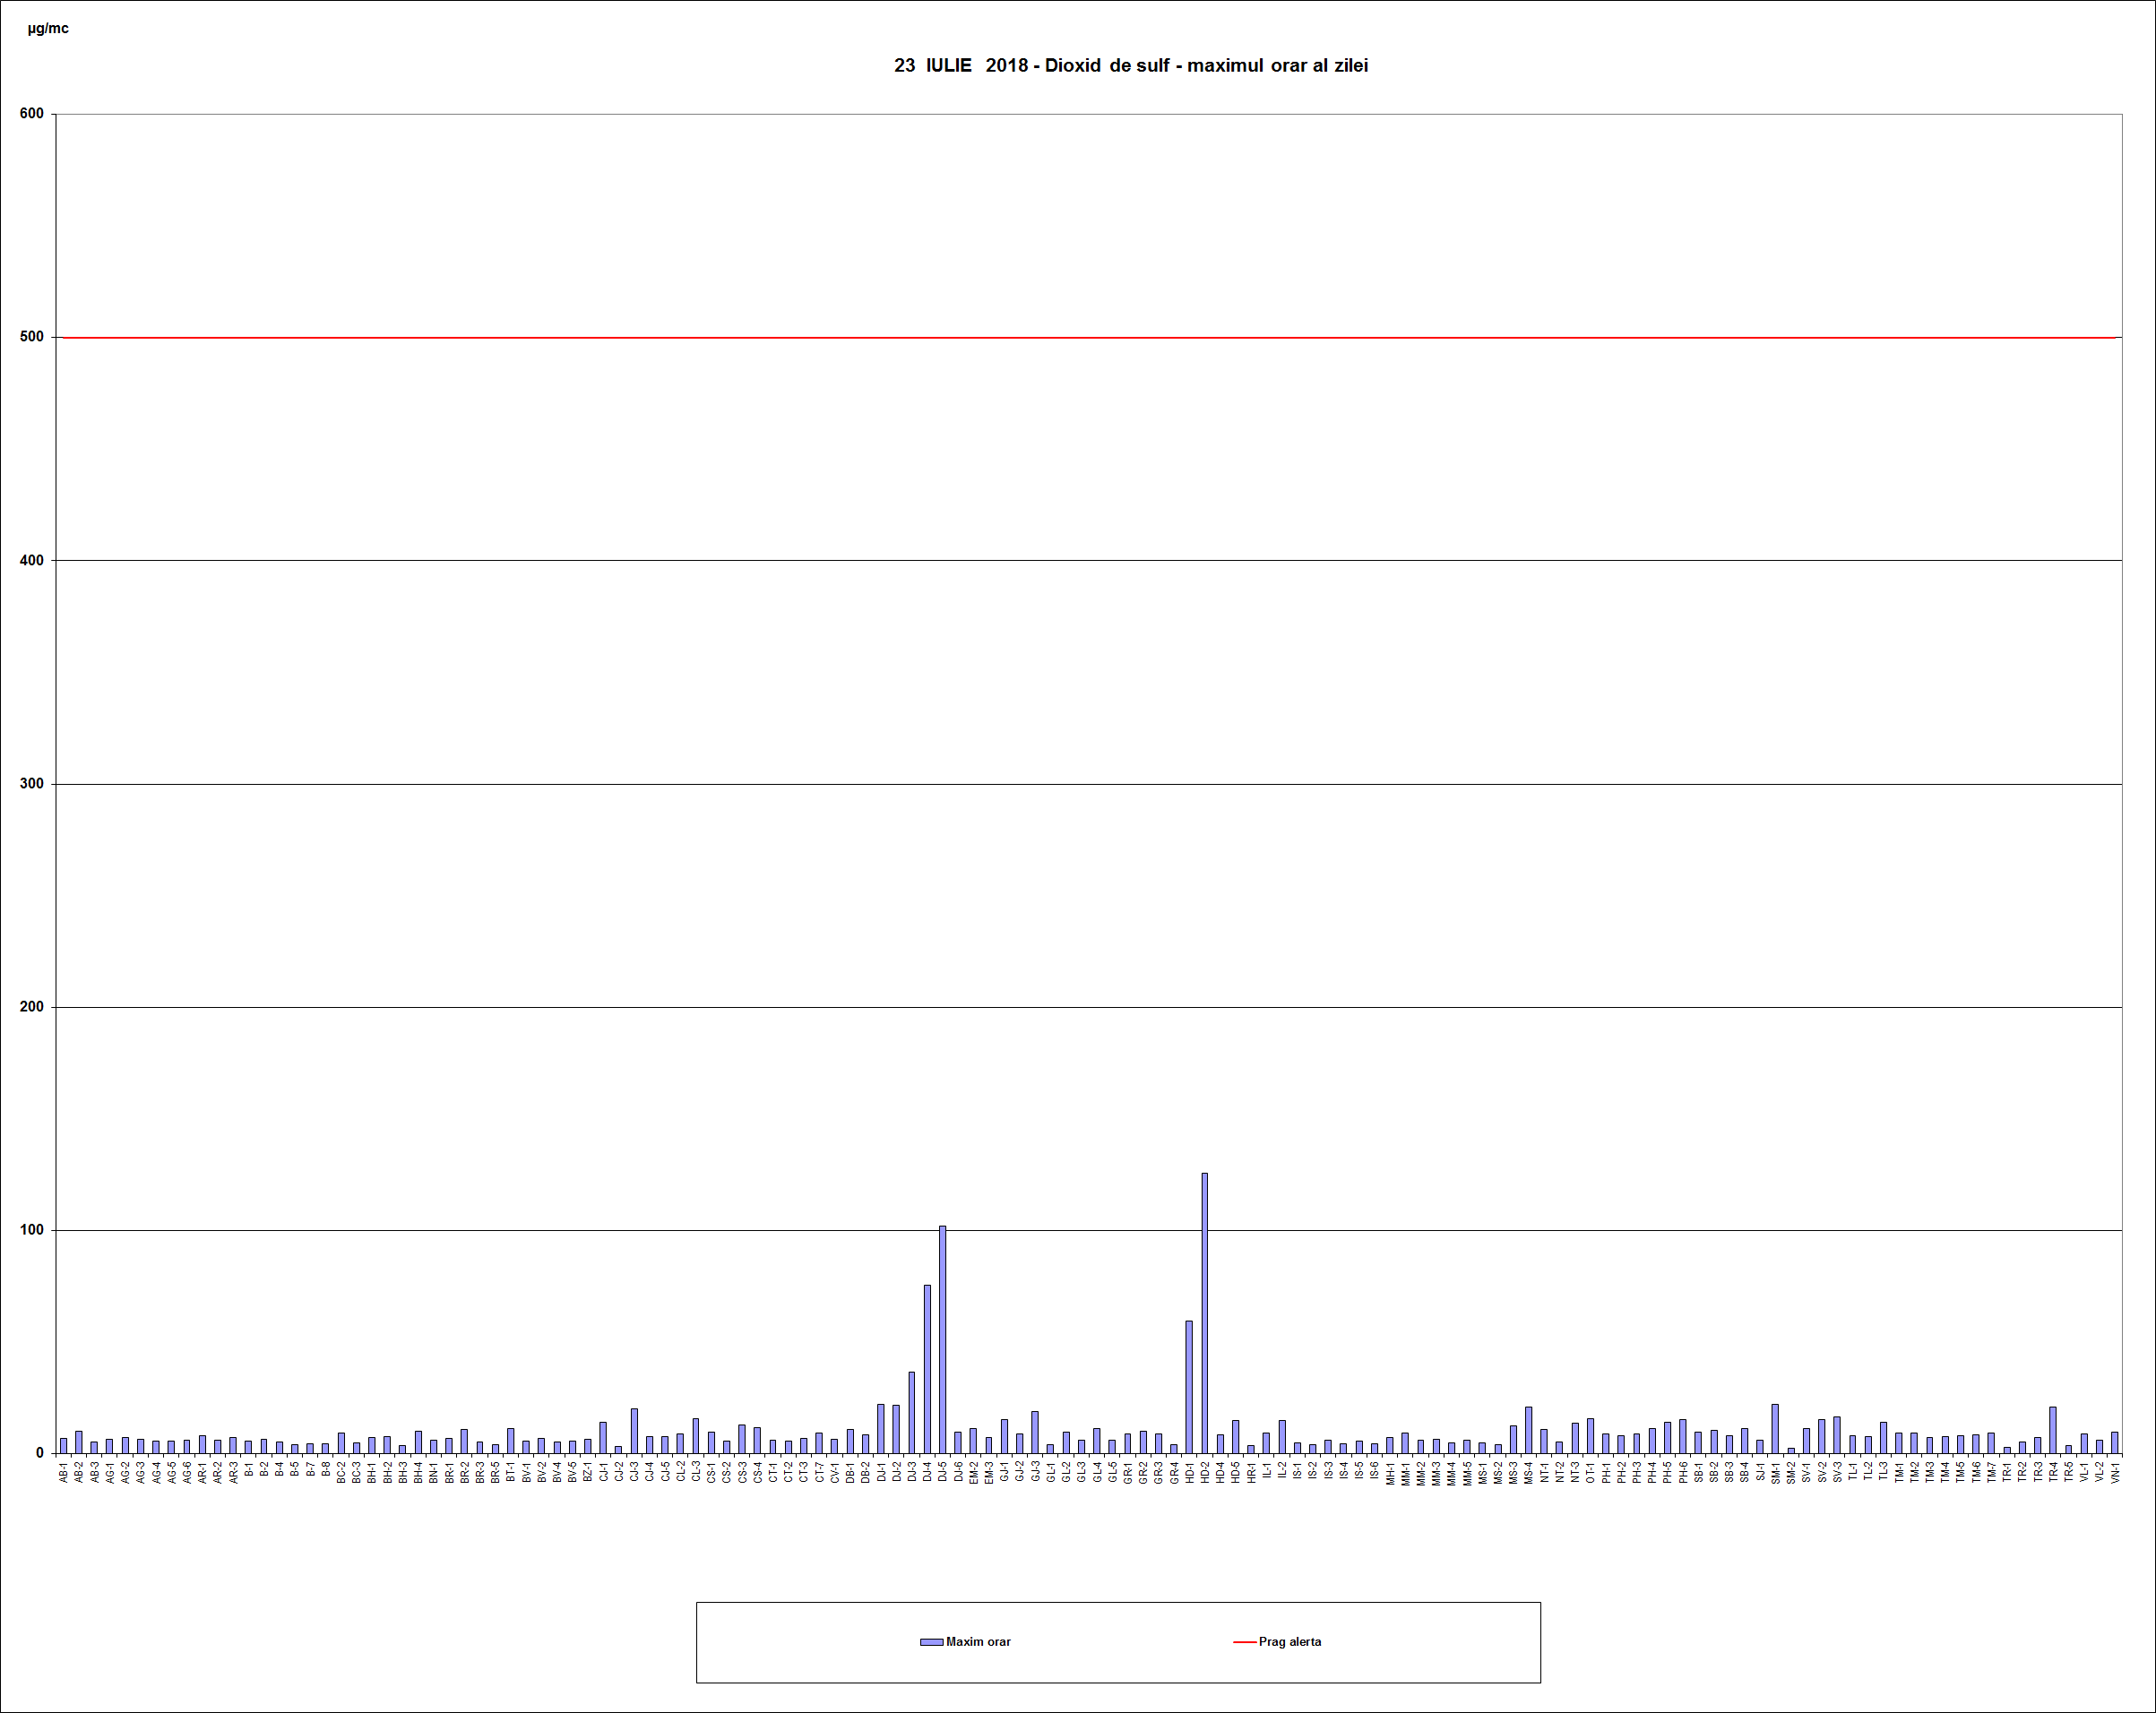 µg/mc
23 IULIE 2018 - Dioxid de sulf - maximul orar al zilei
600
500
400
300
200
100
0
AB-1 AB-2 AB-3 AG-1 AG-2 AG-3 AG-4 AG-5 AG-6 AR-1 AR-2 AR-3 B-1 B-2 B-4 B-5 B-7 B-8 BC-2 BC-3 BH-1 BH-2 BH-3 BH-4 BN-1 BR-1 BR-2 BR-3 BR-5 BT-1 BV-1 BV-2 BV-4 BV-5 BZ-1 CJ-1 CJ-2 CJ-3 CJ-4 CJ-5 CL-2 CL-3 CS-1 CS-2 CS-3 CS-4 CT-1 CT-2 CT-3 CT-7 CV-1 DB-1 DB-2 DJ-1 DJ-2 DJ-3 DJ-4 DJ-5 DJ-6 EM-2 EM-3 GJ-1 GJ-2 GJ-3 GL-1 GL-2 GL-3 GL-4 GL-5 GR-1 GR-2 GR-3 GR-4 HD-1 HD-2 HD-4 HD-5 HR-1 IL-1 IL-2 IS-1 IS-2 IS-3 IS-4 IS-5 IS-6 MH-1 MM-1 MM-2 MM-3 MM-4 MM-5 MS-1 MS-2 MS-3 MS-4 NT-1 NT-2 NT-3 OT-1 PH-1 PH-2 PH-3 PH-4 PH-5 PH-6 SB-1 SB-2 SB-3 SB-4 SJ-1 SM-1 SM-2 SV-1 SV-2 SV-3 TL-1 TL-2 TL-3 TM-1 TM-2 TM-3 TM-4 TM-5 TM-6 TM-7 TR-1 TR-2 TR-3 TR-4 TR-5 VL-1 VL-2 VN-1
Maxim orar Prag alerta